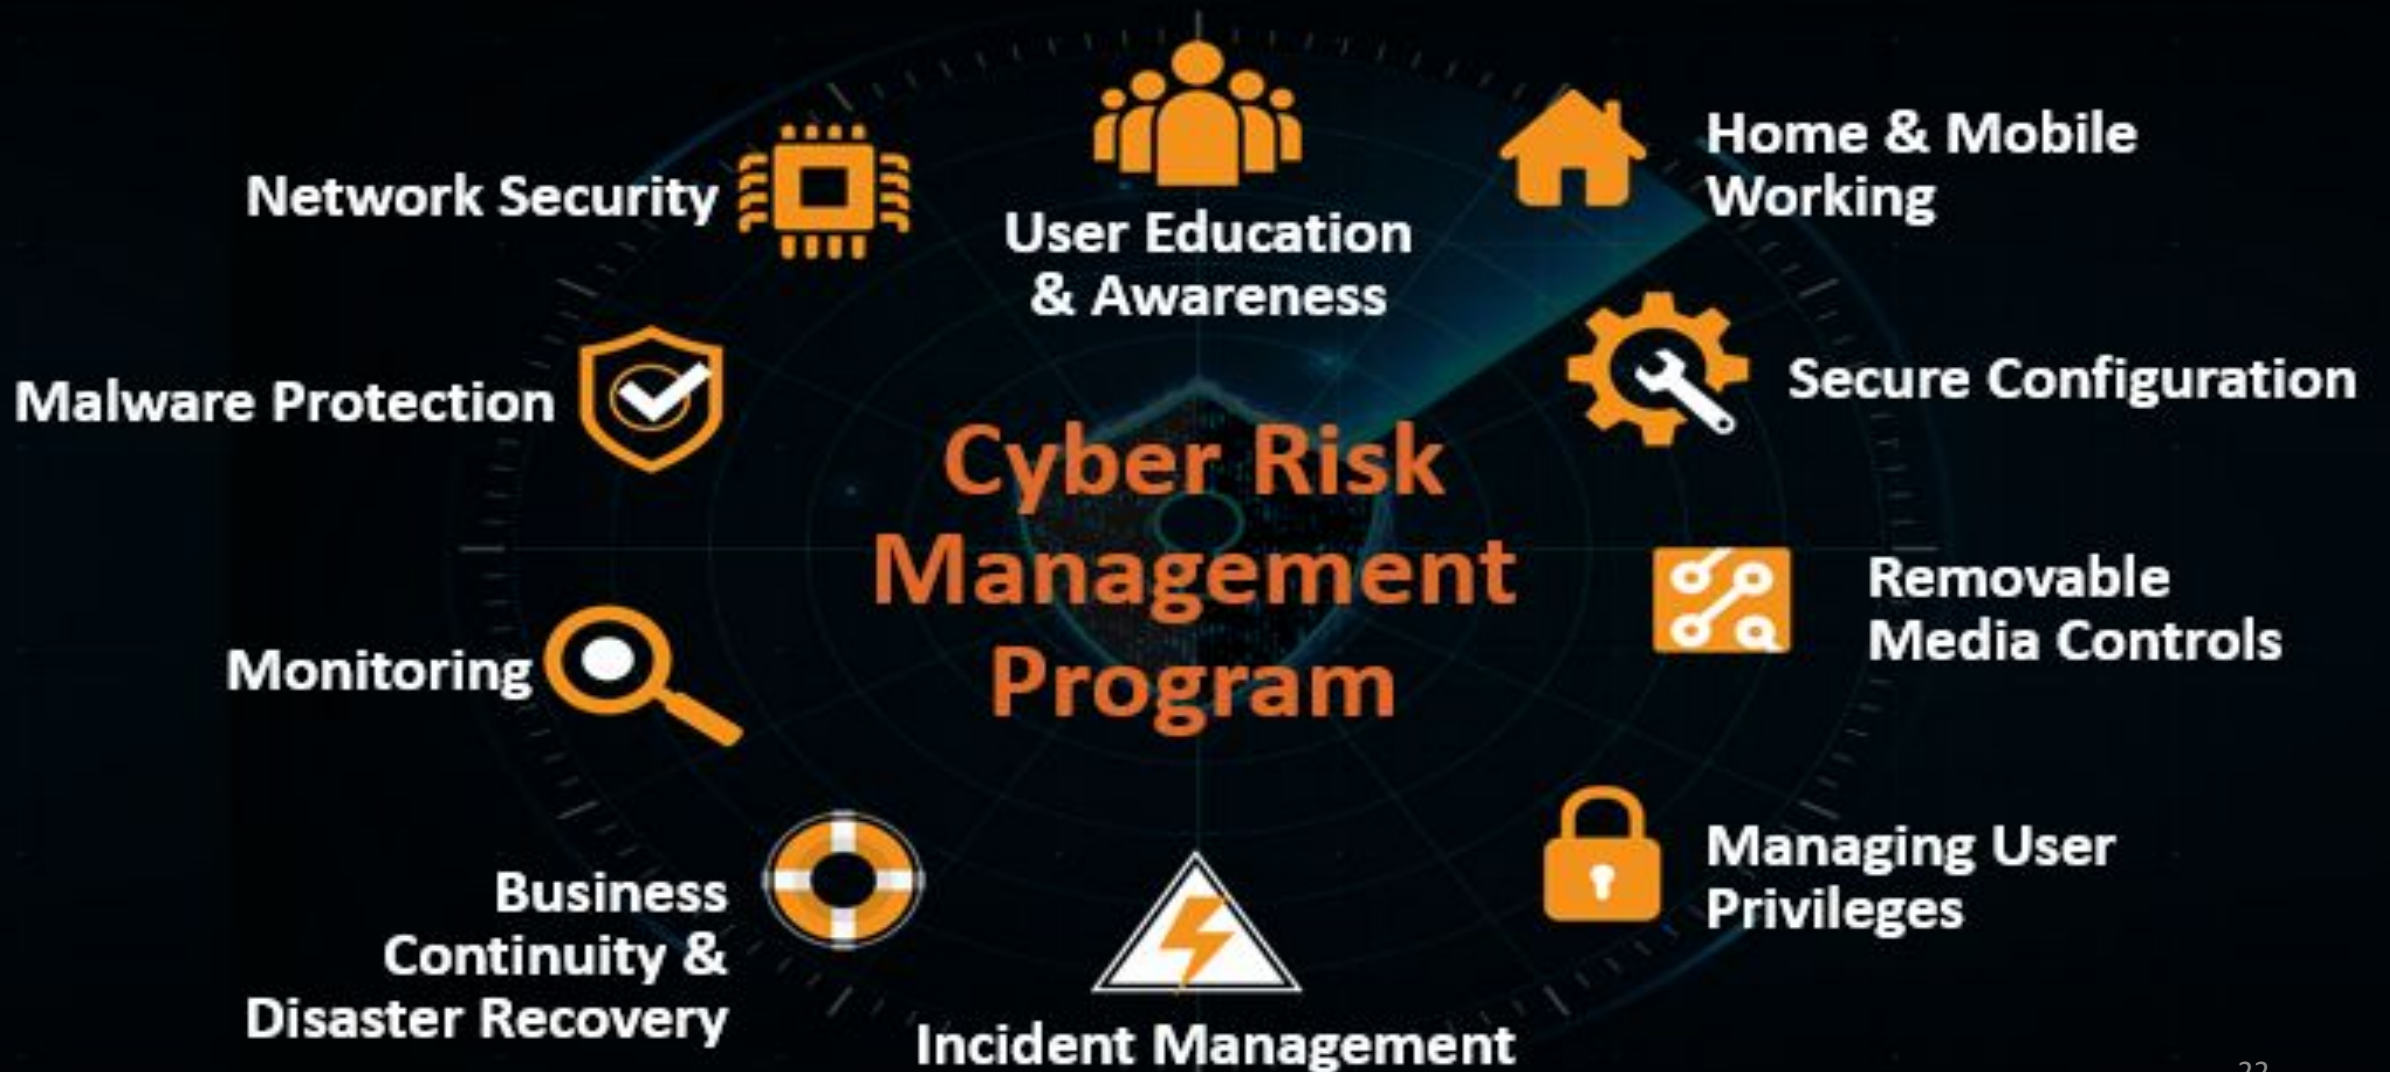 User Education
& Awareness
Home & Mobile
Working
Secure Configuration
Removable
Media Controls
Managing User
Privileges
Incident Management
Business
Continuity &
Disaster Recovery
Monitoring
Malware Protection
Network Security
Cyber Risk
Management
Program